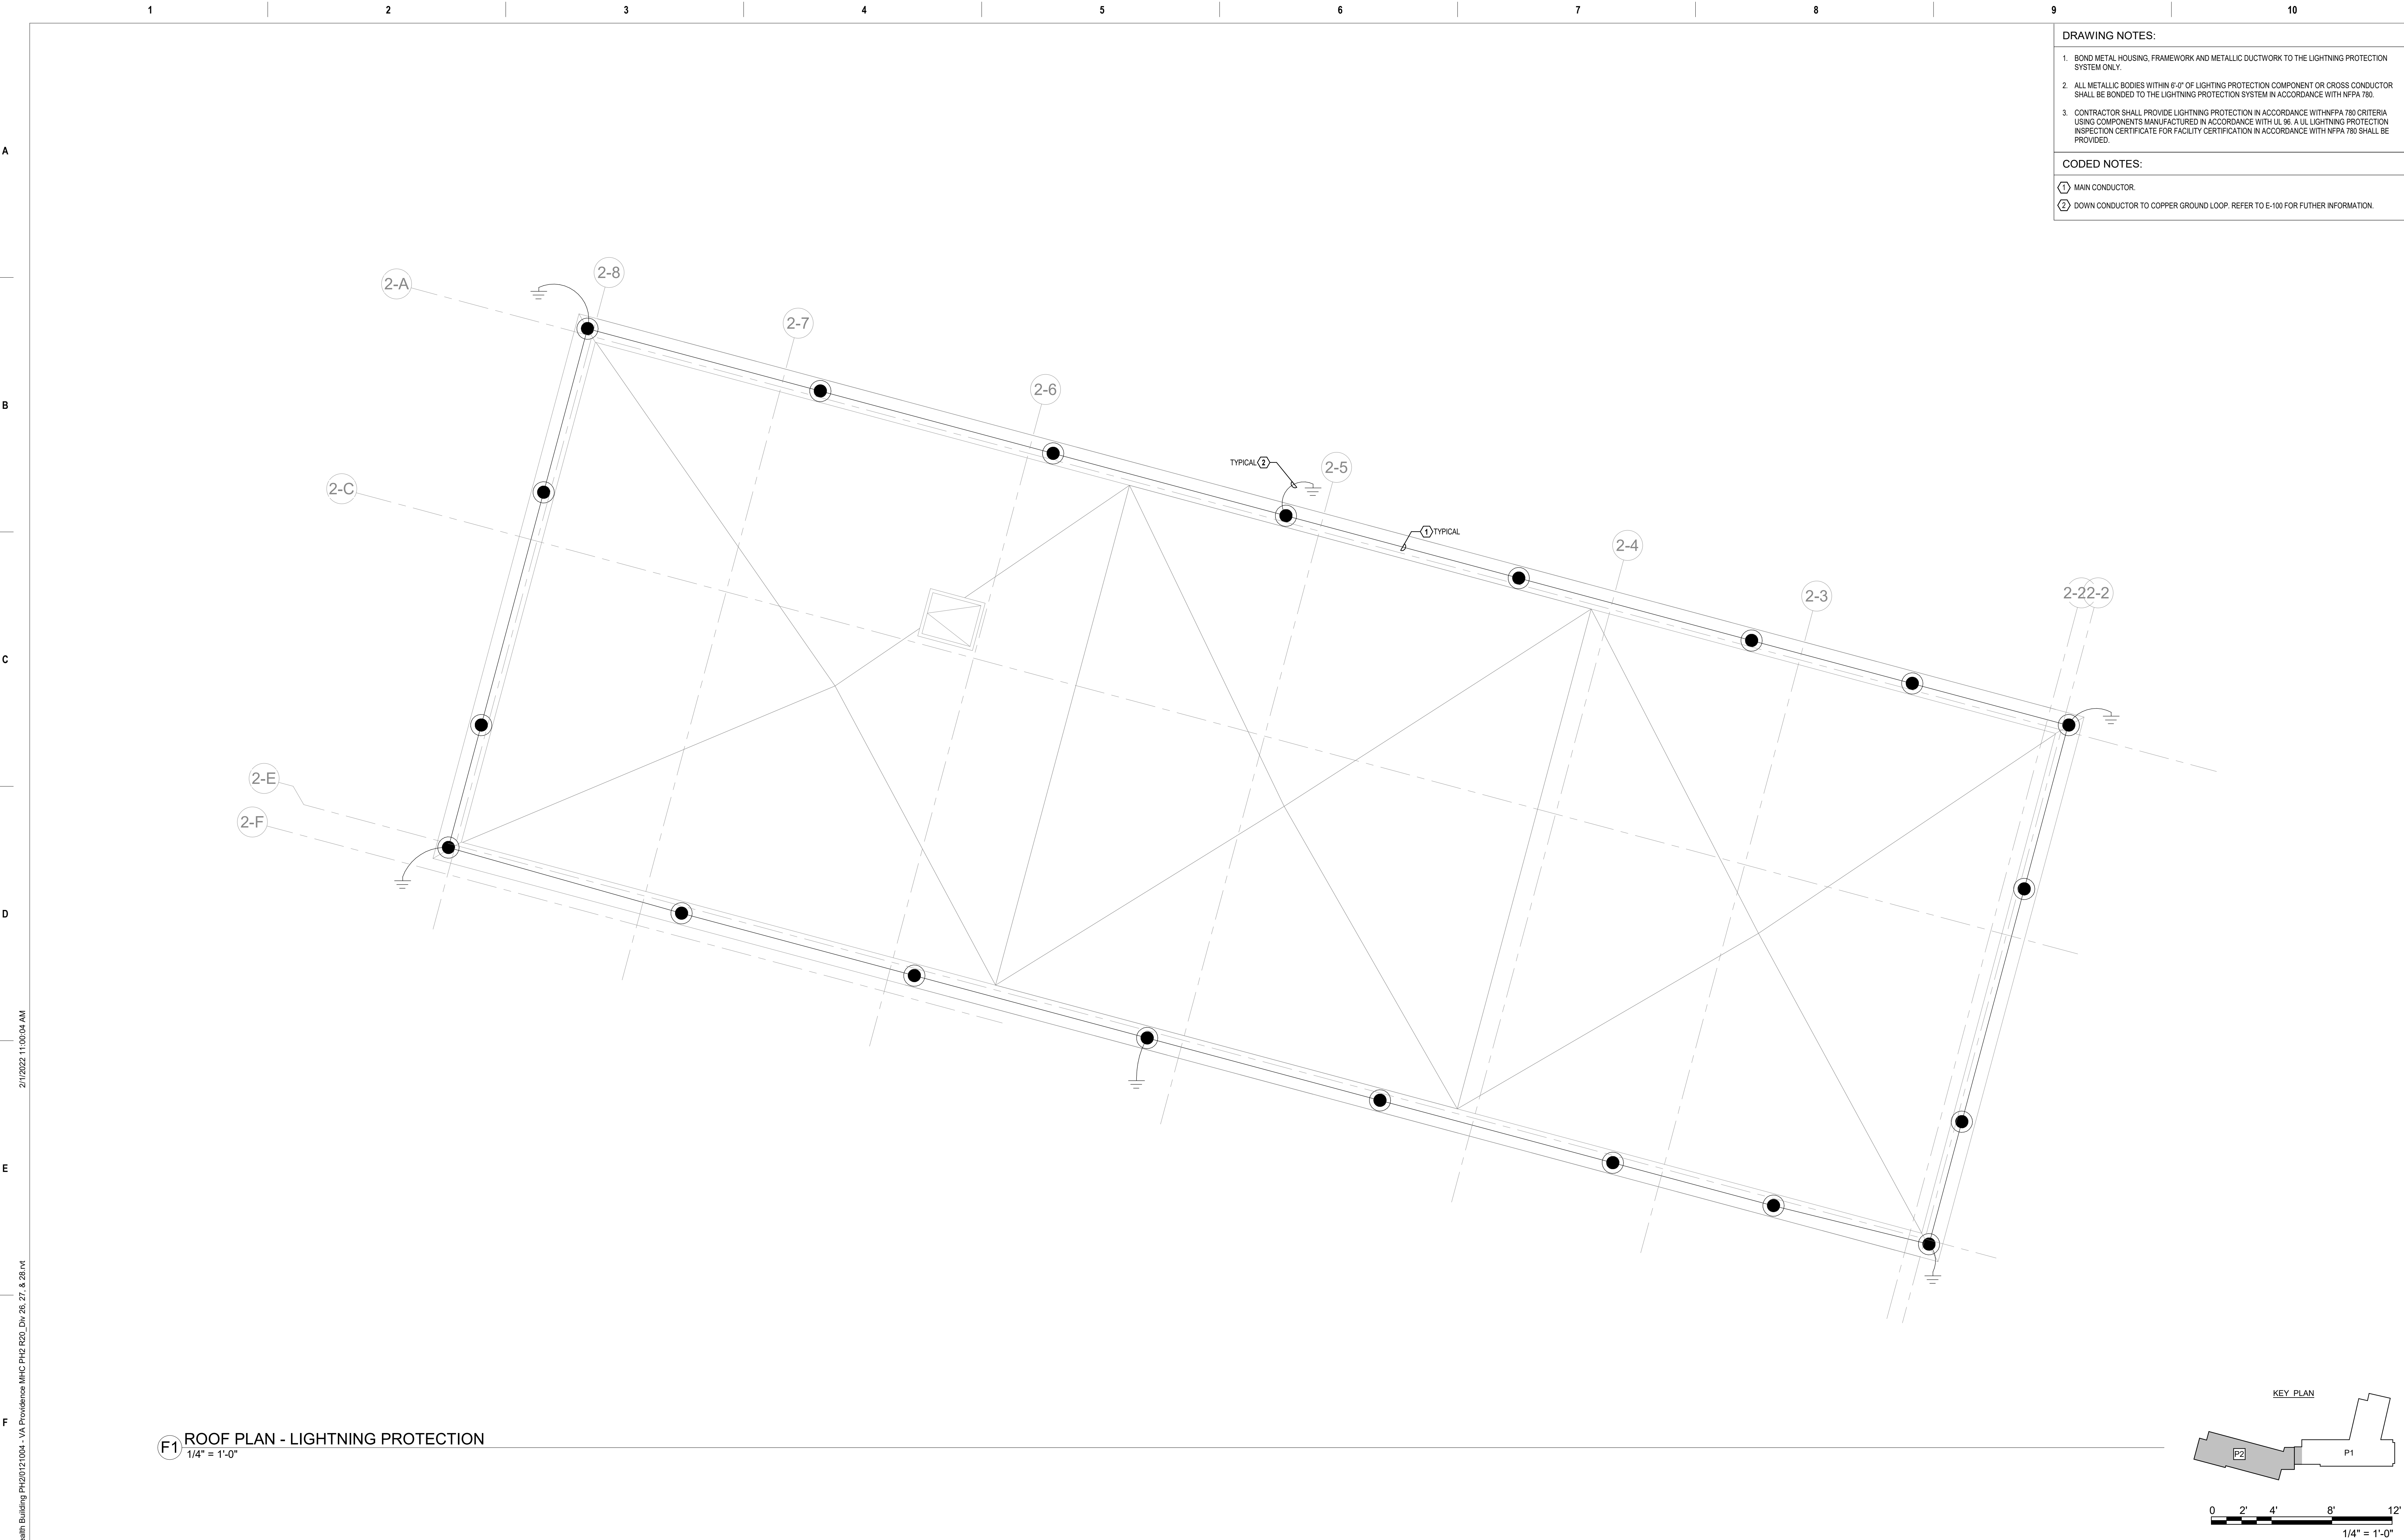 1 2 3 4 5 6 7 8 9 10
DRAWING NOTES:
1. BOND METAL HOUSING, FRAMEWORK AND METALLIC DUCTWORK TO THE LIGHTNING PROTECTION
SYSTEM ONLY.
2. ALL METALLIC BODIES WITHIN 6'-0" OF LIGHTING PROTECTION COMPONENT OR CROSS CONDUCTOR
SHALL BE BONDED TO THE LIGHTNING PROTECTION SYSTEM IN ACCORDANCE WITH NFPA 780.
3. CONTRACTOR SHALL PROVIDE LIGHTNING PROTECTION IN ACCORDANCE WITHNFPA 780 CRITERIA
USING COMPONENTS MANUFACTURED IN ACCORDANCE WITH UL 96. A UL LIGHTNING PROTECTION
INSPECTION CERTIFICATE FOR FACILITY CERTIFICATION IN ACCORDANCE WITH NFPA 780 SHALL BE
PROVIDED.
CODED NOTES:
1 MAIN CONDUCTOR.
2 DOWN CONDUCTOR TO COPPER GROUND LOOP. REFER TO E-100 FOR FUTHER INFORMATION.
A
B
C
D
E
F
2-A
2-8
2-7
2-6
2-5
2-4
2-3
2-2
2-2
2-C
2-E
2-F
TYPICAL 2
1 TYPICAL
2/1/2022 11:00:04 AM
alth Building PH2/0121004 - VA Providence MHC PH2 R20_Div 26, 27, & 28.rvt
F1 ROOF PLAN - LIGHTNING PROTECTION
1/4" = 1'-0"
KEY PLAN
P2
P1
0 2' 4' 8' 12'
1/4" = 1'-0"